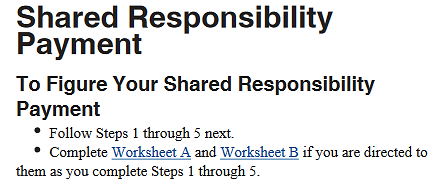 Shared Responsibility
Payment
To Figure Your Shared Responsibility
Payment
• Follow Steps 1 through 5 next.
• Complete Worksheet A and Worksheet B if you are directed to
them as you complete Steps 1 through 5.